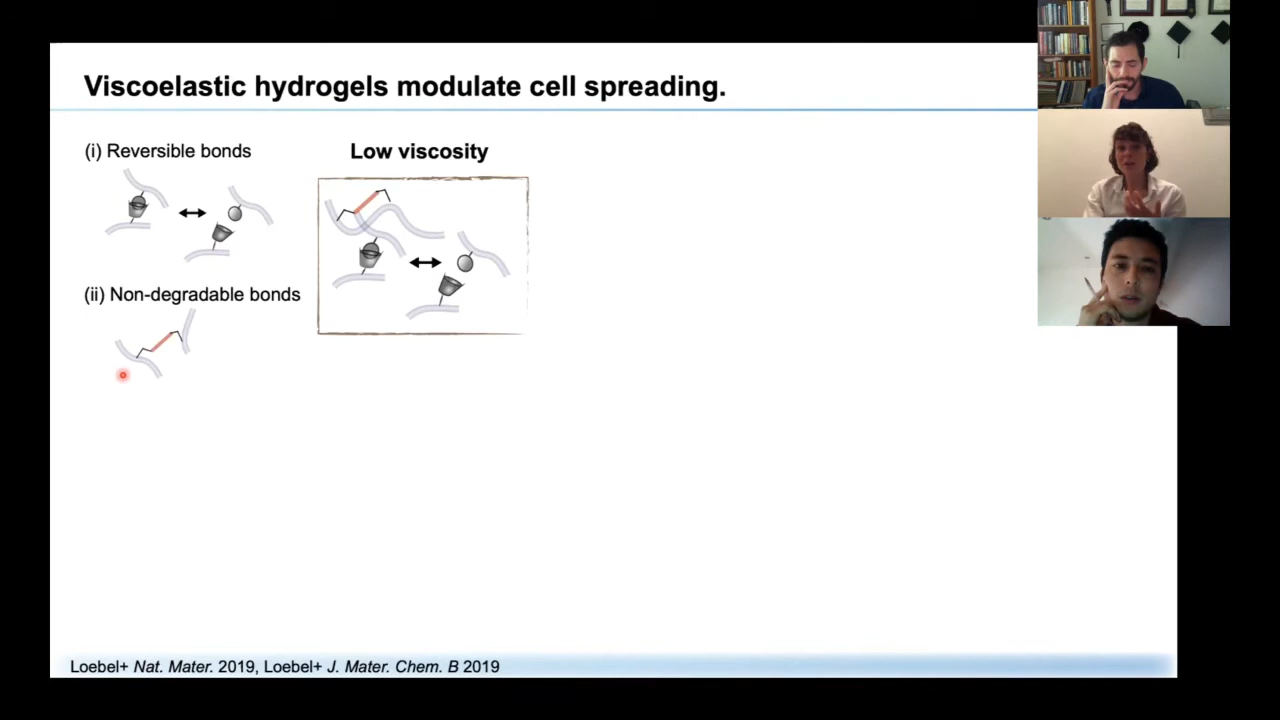 Viscoelastic hydrogels modulate cell spreading.
(i) Reversible bonds
Low viscosity
(ii) Non-degradable bonds
Loebel+ Nat. Mater. 2019, Loebel+ J. Mater. Chem. B 2019